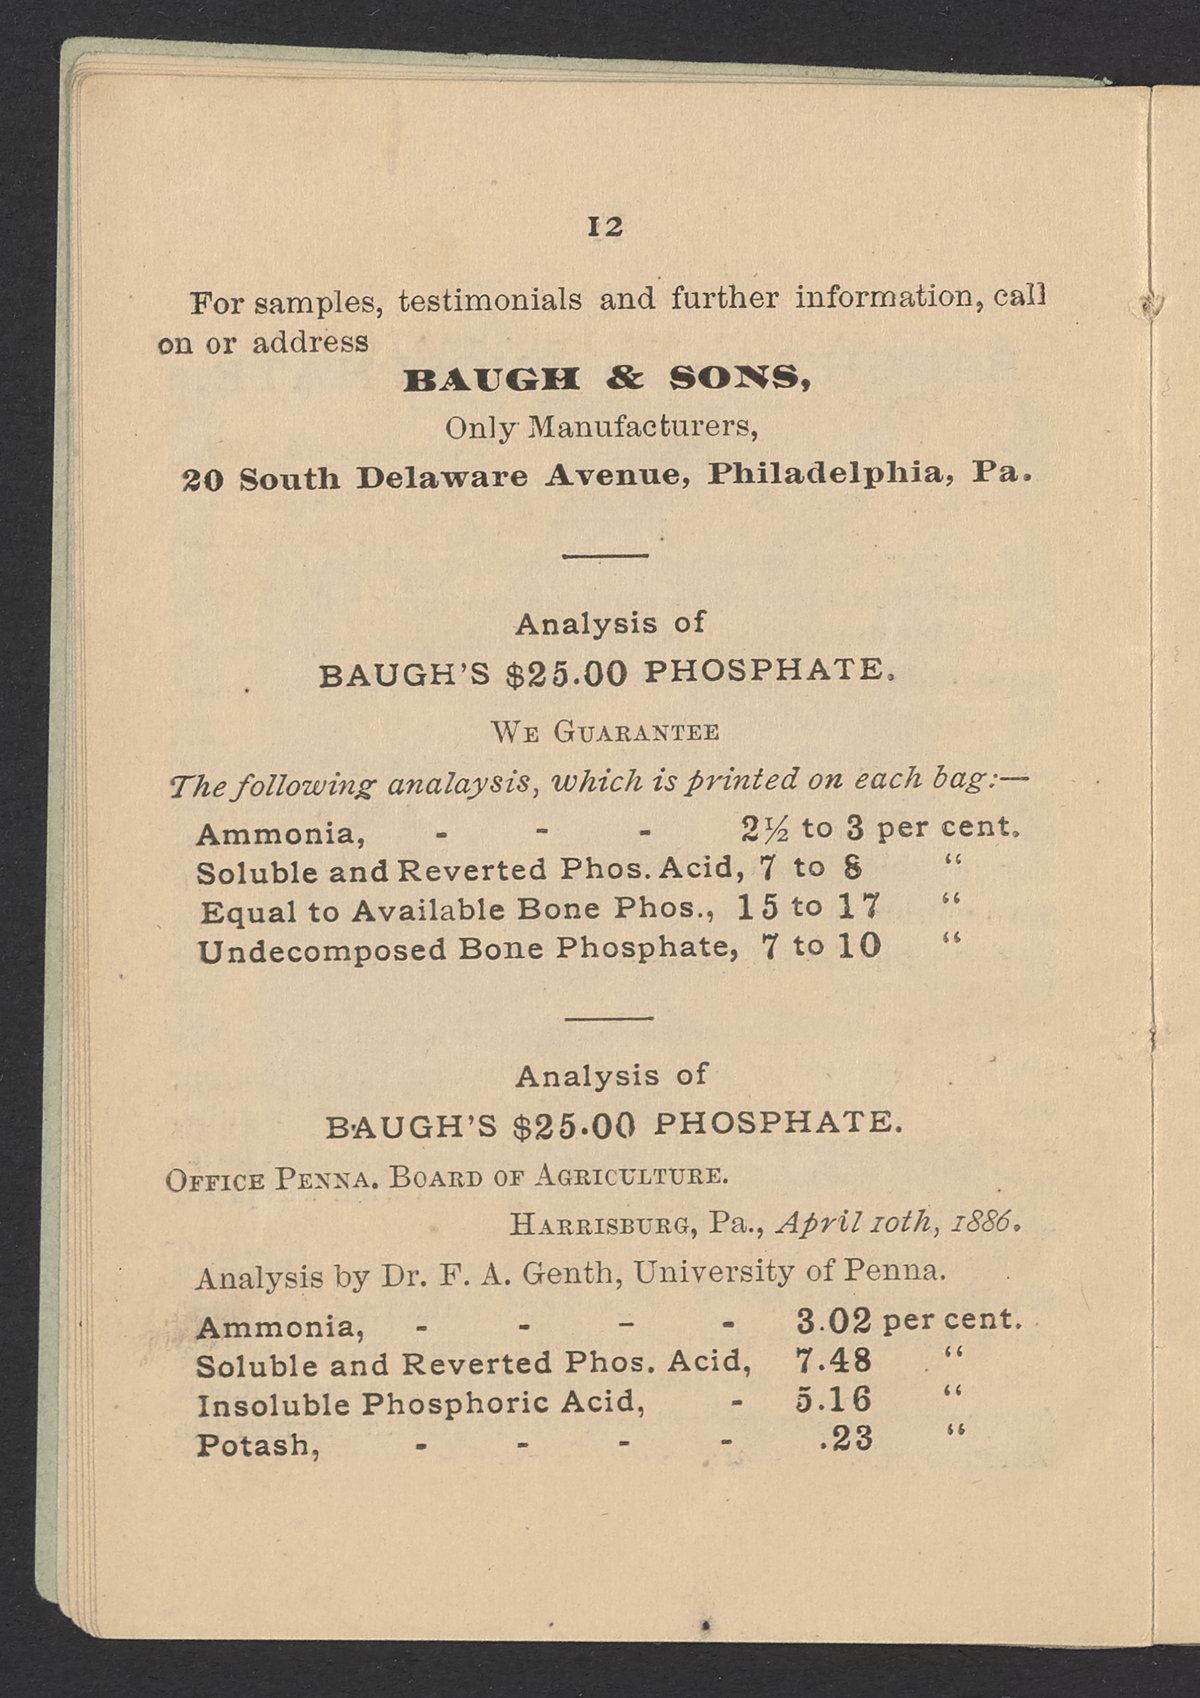 12
For samples, testimonials and further information, call
on or address
BAUGH & SONS,
Only Manufacturers,
20 South Delaware Avenue, Philadelphia, Pa.
Analysis of
BAUGH'S $25.00 PHOSPHATE.
WE GUARANTEE
The following analaysis, which is printed on each bag:—
Ammonia, - - - 2½ to 3 per cent.
Soluble and Reverted Phos. Acid, 7 to 8 "
Equal to Available Bone Phos., 15 to 17 "
Undecomposed Bone Phosphate, 7 to 10 "
Analysis of
BAUGH'S $25.00 PHOSPHATE.
OFFICE PENNA. BOARD OF AGRICULTURE.
HARRISBURG, Pa., April 10th, 1886.
Analysis by Dr. F. A. Genth, University of Penna.
Ammonia, - - - - 3.02 per cent.
Soluble and Reverted Phos. Acid, 7.48 "
Insoluble Phosphoric Acid, - 5.16 "
Potash, - - - - .23 "